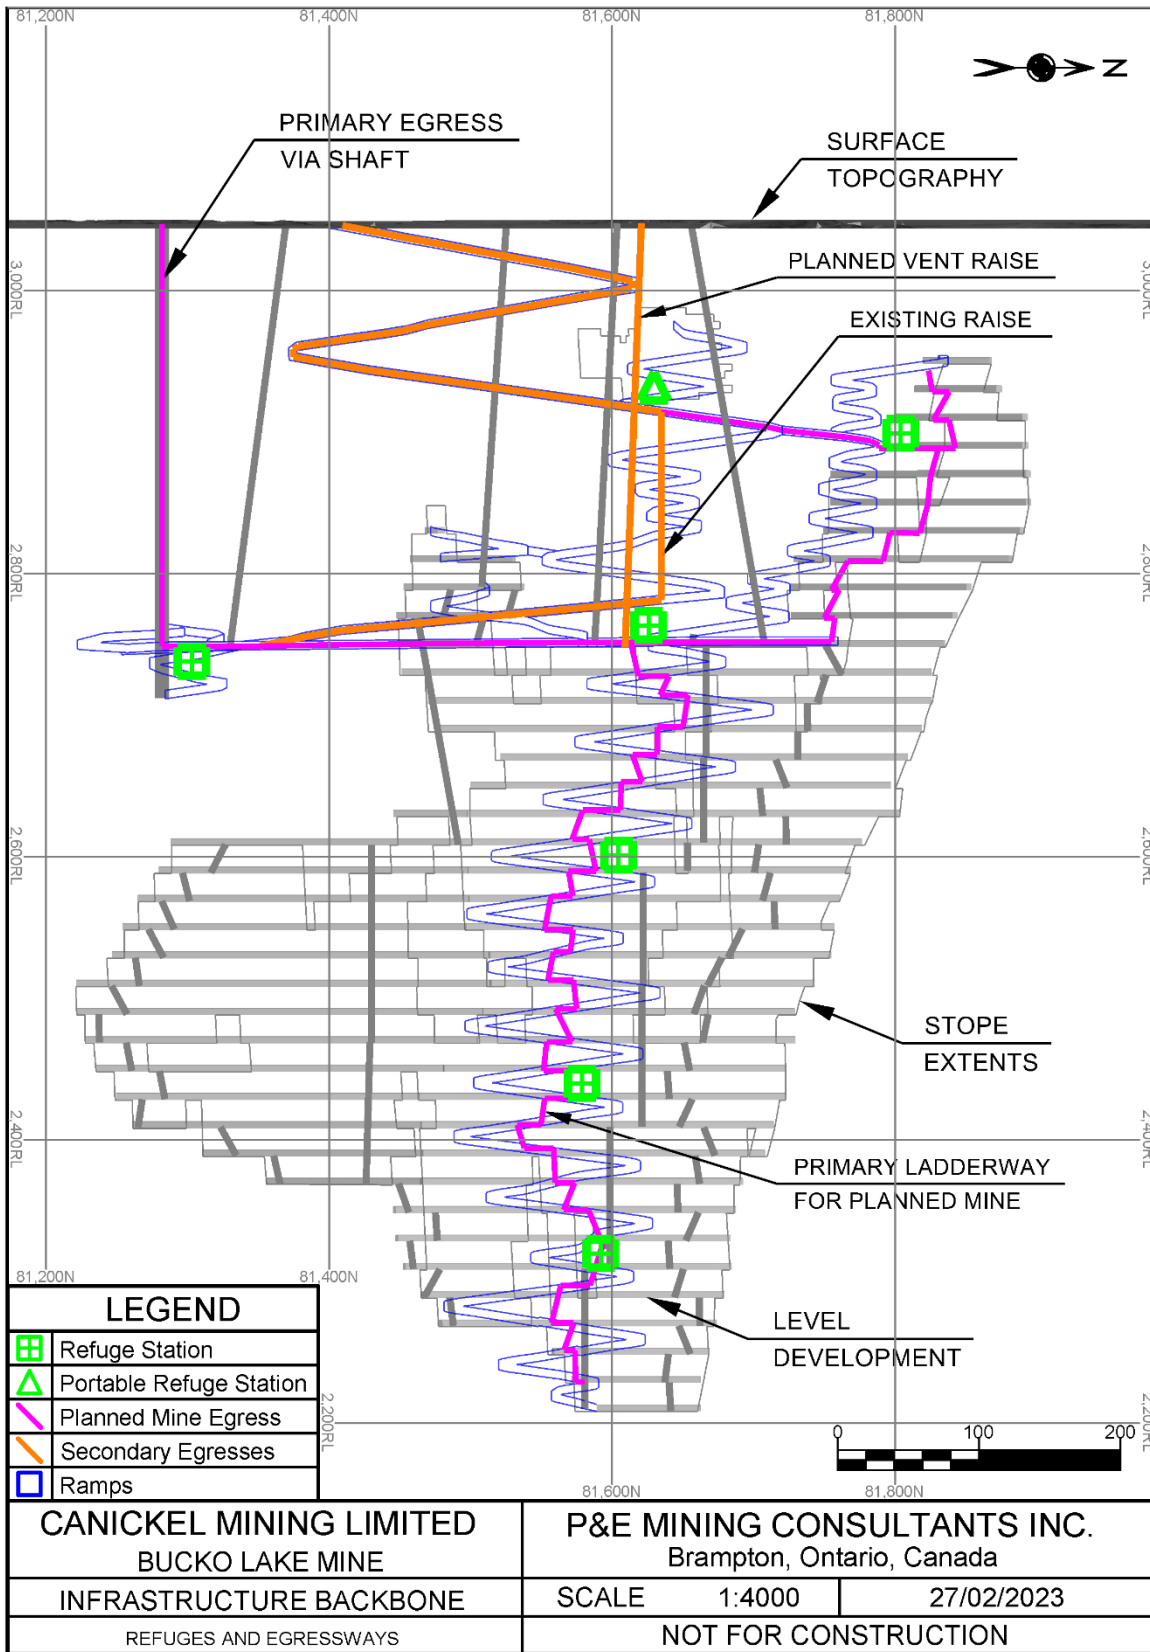 81,200N
81,400N
81,600N
81,800N
N
PRIMARY EGRESS
VIA SHAFT
SURFACE
TOPOGRAPHY
PLANNED VENT RAISE
EXISTING RAISE
3,000RL
3,000RL
2,800RL
2,800RL
2,600RL
2,600RL
STOPE
EXTENTS
2,400RL
2,400RL
PRIMARY LADDERWAY
FOR PLANNED MINE
81,200N
81,400N
LEVEL
DEVELOPMENT
LEGEND
Refuge Station
Portable Refuge Station
Planned Mine Egress
Secondary Egresses
Ramps
2,200RL
2,200RL
0 100 200
81,600N
81,800N
CANICKEL MINING LIMITED
BUCKO LAKE MINE
INFRASTRUCTURE BACKBONE
REFUGES AND EGRESSWAYS
P&E MINING CONSULTANTS INC.
Brampton, Ontario, Canada
SCALE 1:4000 27/02/2023
NOT FOR CONSTRUCTION